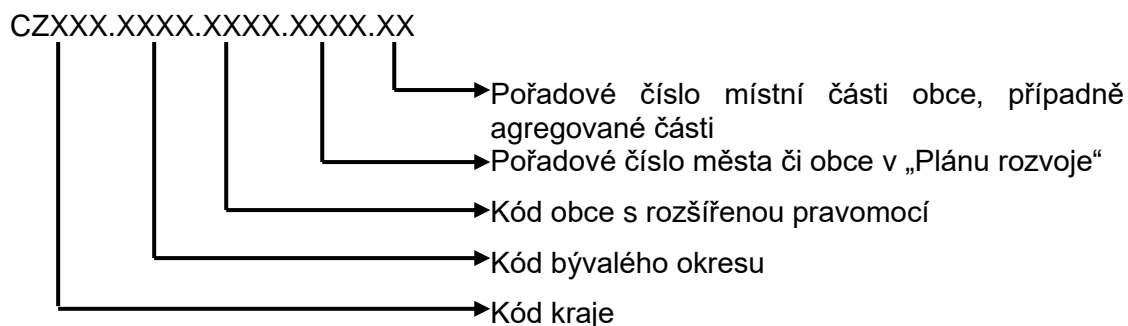 CZXXX.XXXX.XXXX.XXXX.XX
Pořadové číslo místní části obce, případně
agregované části
Pořadové číslo města či obce v „Plánu rozvoje“
Kód obce s rozšířenou pravomocí
Kód bývalého okresu
Kód kraje